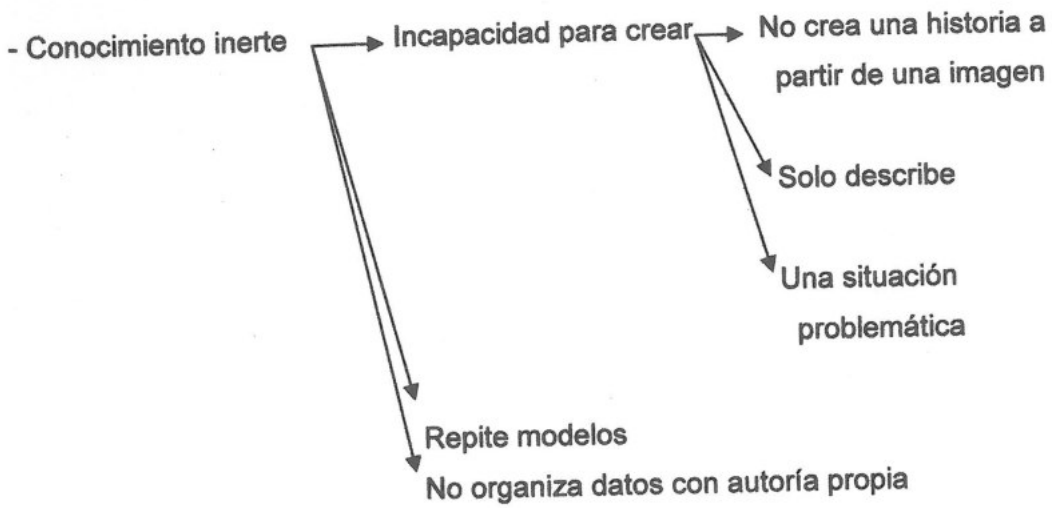 - Conocimiento inerte
Incapacidad para crear
No crea una historia a
partir de una imagen
Solo describe
Una situación
problemática
Repite modelos
No organiza datos con autoría propia